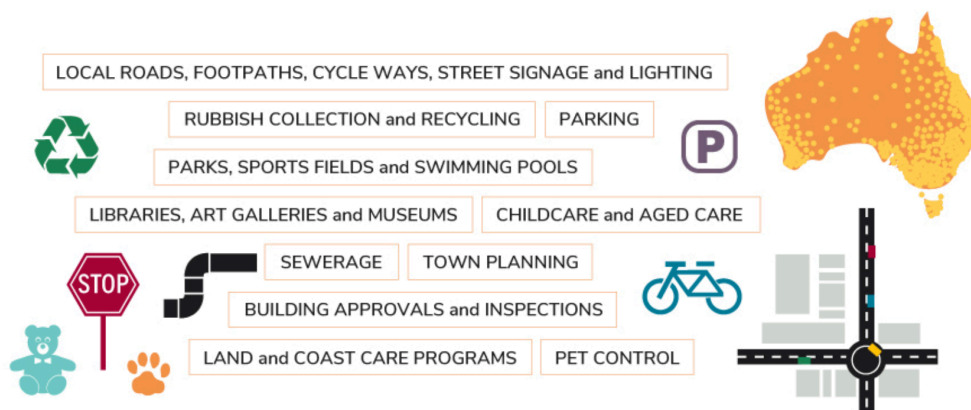 LOCAL ROADS, FOOTPATHS, CYCLE WAYS, STREET SIGNAGE and LIGHTING
RUBBISH COLLECTION and RECYCLING
PARKING
P
PARKS, SPORTS FIELDS and SWIMMING POOLS
LIBRARIES, ART GALLERIES and MUSEUMS
CHILDCARE and AGED CARE
SEWERAGE
TOWN PLANNING
STOP
BUILDING APPROVALS and INSPECTIONS
LAND and COAST CARE PROGRAMS
PET CONTROL